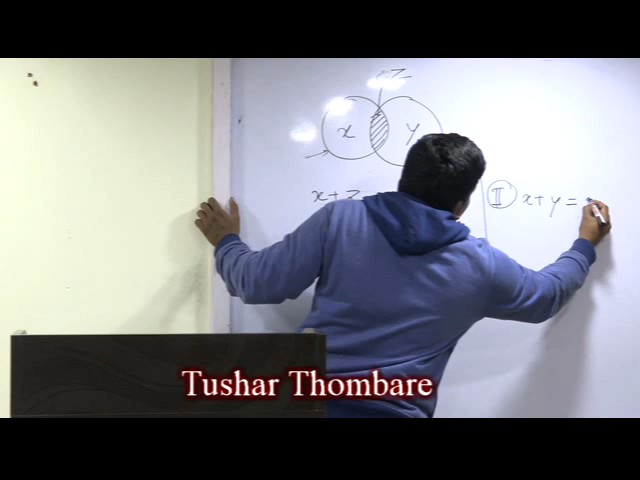 Z
x y
x + Z
II x + y =
Tushar Thombare